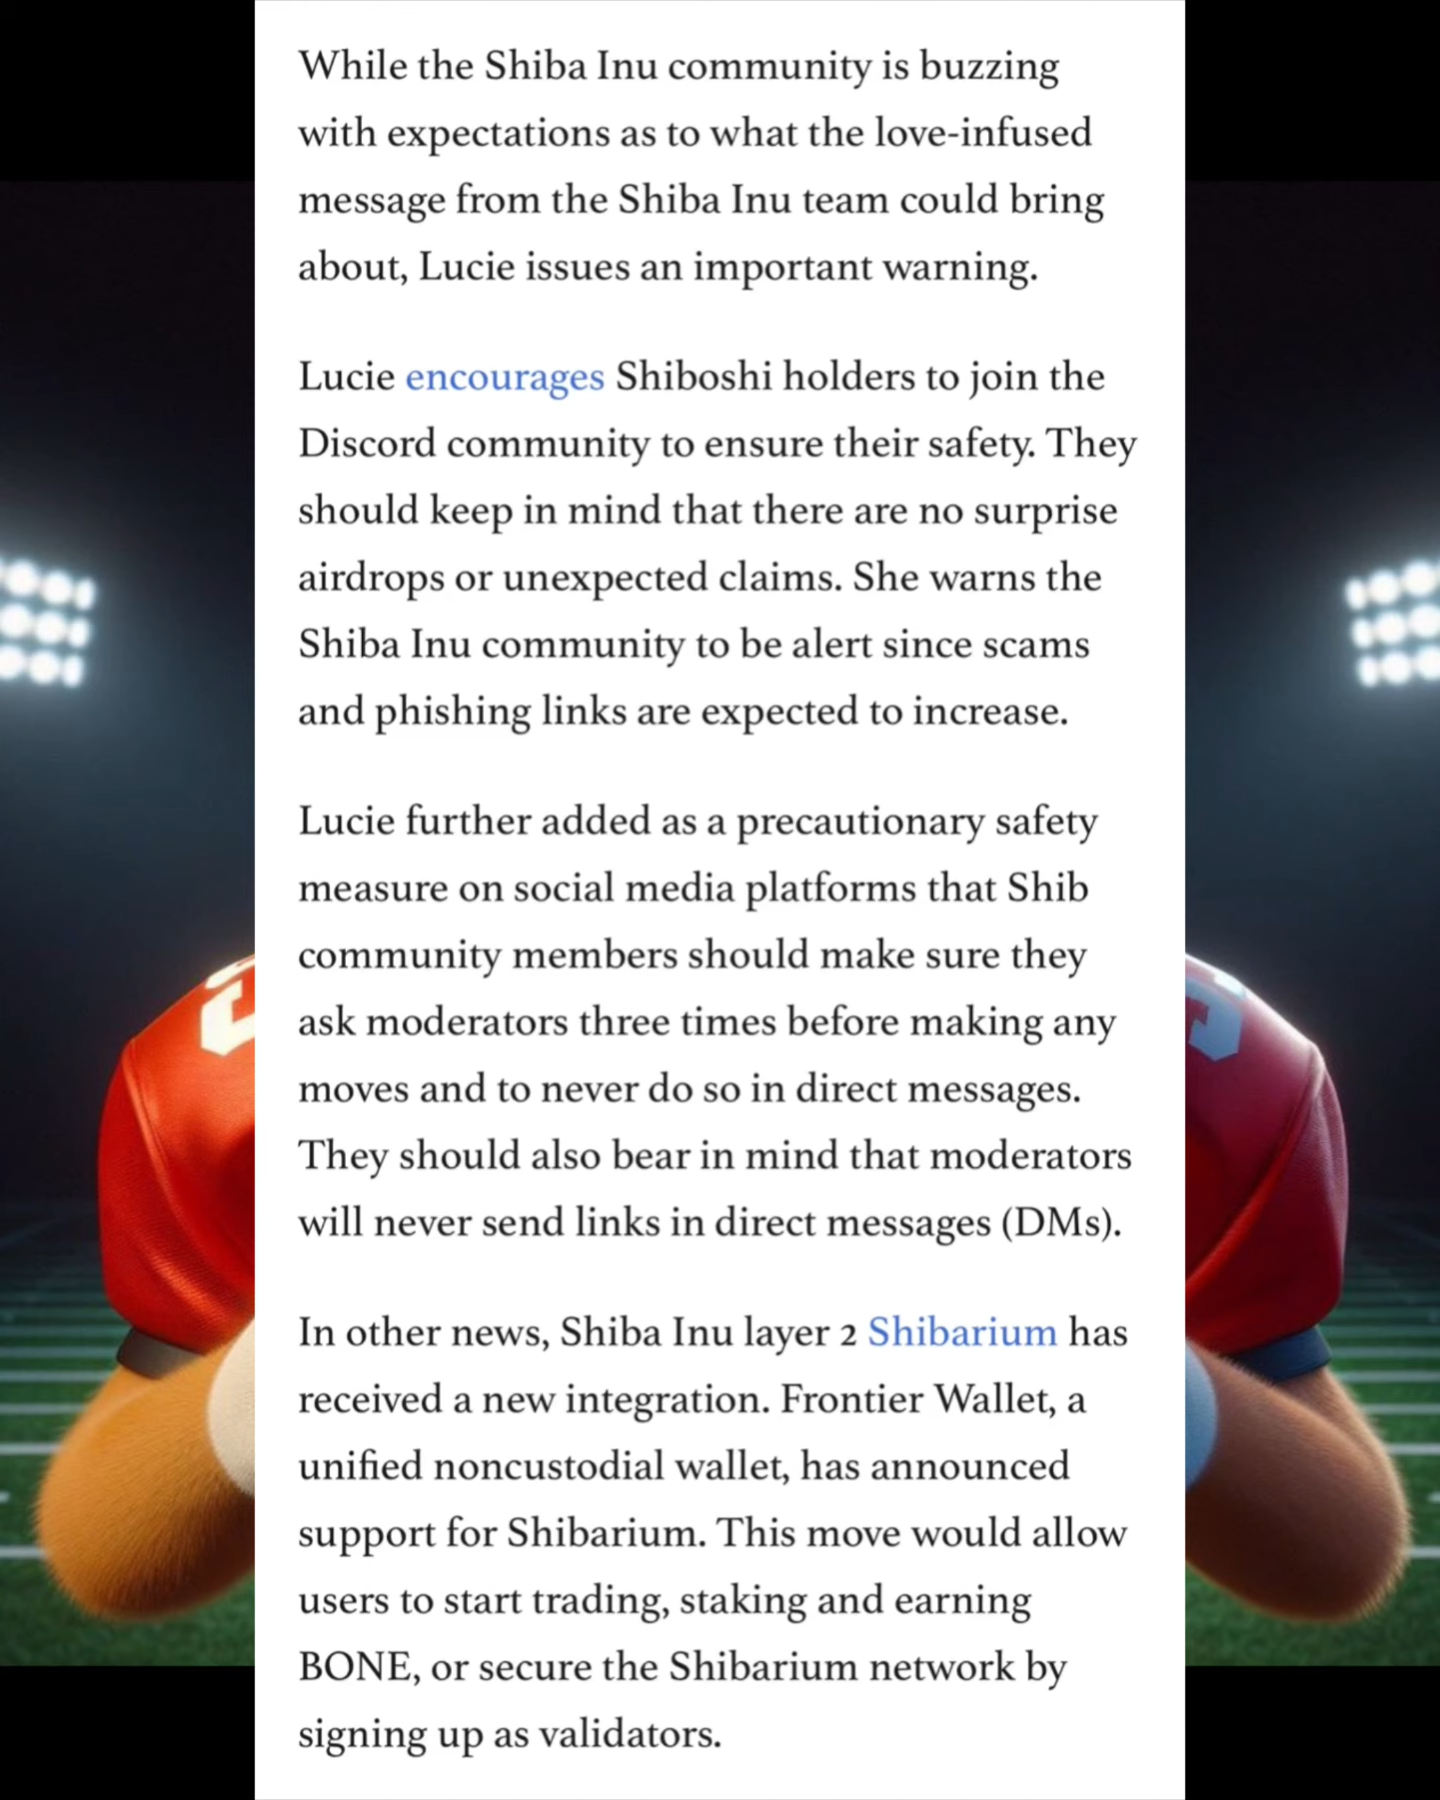 While the Shiba Inu community is buzzing
with expectations as to what the love-infused
message from the Shiba Inu team could bring
about, Lucie issues an important warning.
Lucie encourages Shiboshi holders to join the
Discord community to ensure their safety. They
should keep in mind that there are no surprise
airdrops or unexpected claims. She warns the
Shiba Inu community to be alert since scams
and phishing links are expected to increase.
Lucie further added as a precautionary safety
measure on social media platforms that Shib
community members should make sure they
ask moderators three times before making any
moves and to never do so in direct messages.
They should also bear in mind that moderators
will never send links in direct messages (DMs).
In other news, Shiba Inu layer 2 Shibarium has
received a new integration. Frontier Wallet, a
unified noncustodial wallet, has announced
support for Shibarium. This move would allow
users to start trading, staking and earning
BONE, or secure the Shibarium network by
signing up as validators.